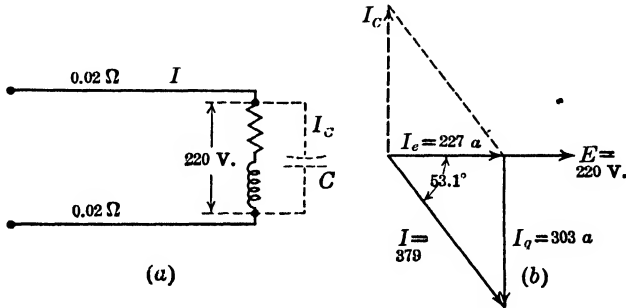 0.02 Ω I
220 V.
I_c
C
0.02 Ω
(a)
I_C
I_e = 227 a
E =
220 V.
53.1°
I =
379
I_q = 303 a
(b)